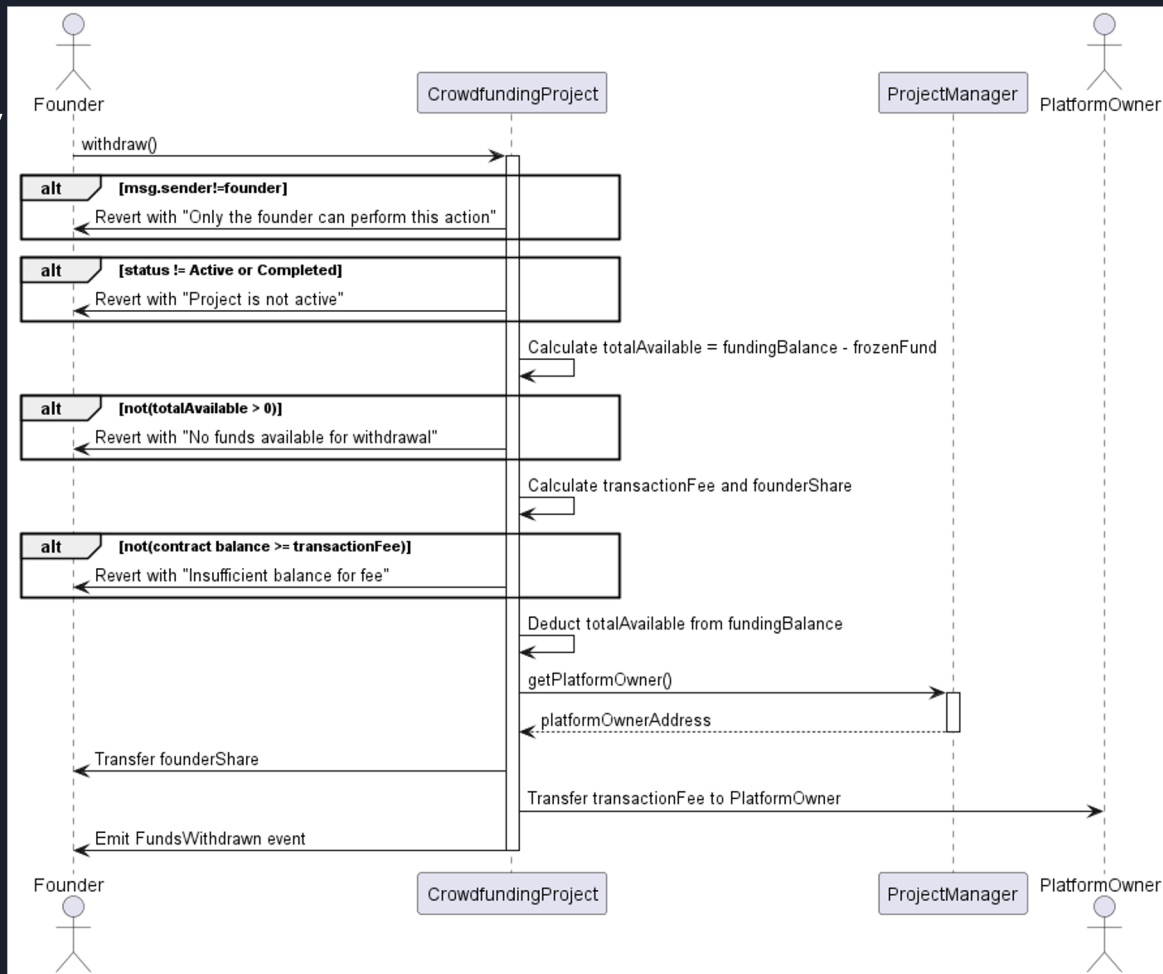 Founder
CrowdfundingProject
ProjectManager
PlatformOwner
withdraw()
alt [msg.sender!=founder]
Revert with "Only the founder can perform this action"
alt [status != Active or Completed]
Revert with "Project is not active"
Calculate totalAvailable = fundingBalance - frozenFund
alt [not(totalAvailable > 0)]
Revert with "No funds available for withdrawal"
Calculate transactionFee and founderShare
alt [not(contract balance >= transactionFee)]
Revert with "Insufficient balance for fee"
Deduct totalAvailable from fundingBalance
getPlatformOwner()
platformOwnerAddress
Transfer founderShare
Transfer transactionFee to PlatformOwner
Emit FundsWithdrawn event
Founder
CrowdfundingProject
ProjectManager
PlatformOwner